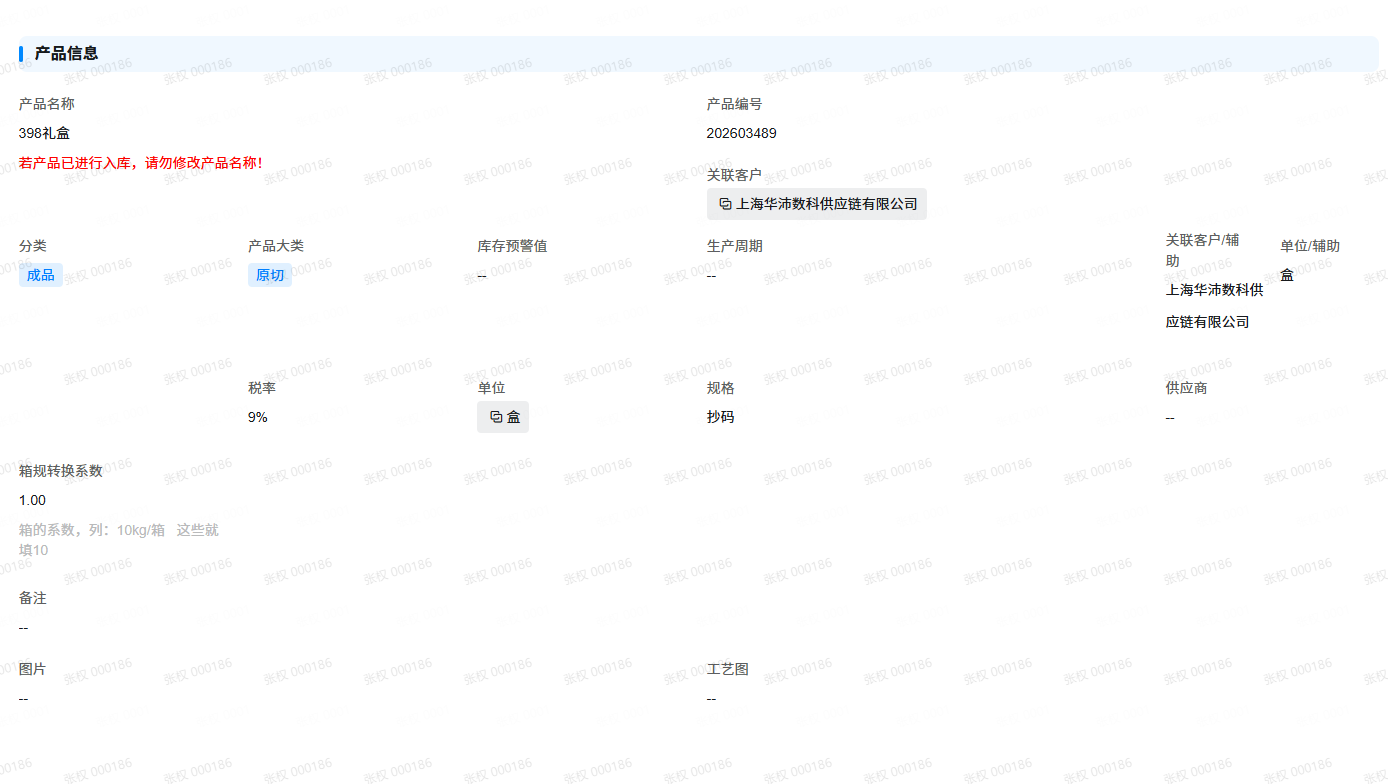 产品信息
产品名称
398礼盒
若产品已进行入库，请勿修改产品名称！
产品编号
202603489
关联客户
上海华沛数科供应链有限公司
分类
成品
产品大类
原切
库存预警值
--
生产周期
--
关联客户/辅
助
上海华沛数科供
应链有限公司
单位/辅助
盒
税率
9%
单位
盒
规格
抄码
供应商
--
箱规转换系数
1.00
箱的系数，列：10kg/箱 这些就
填10
备注
--
图片
--
工艺图
--
张权 000186